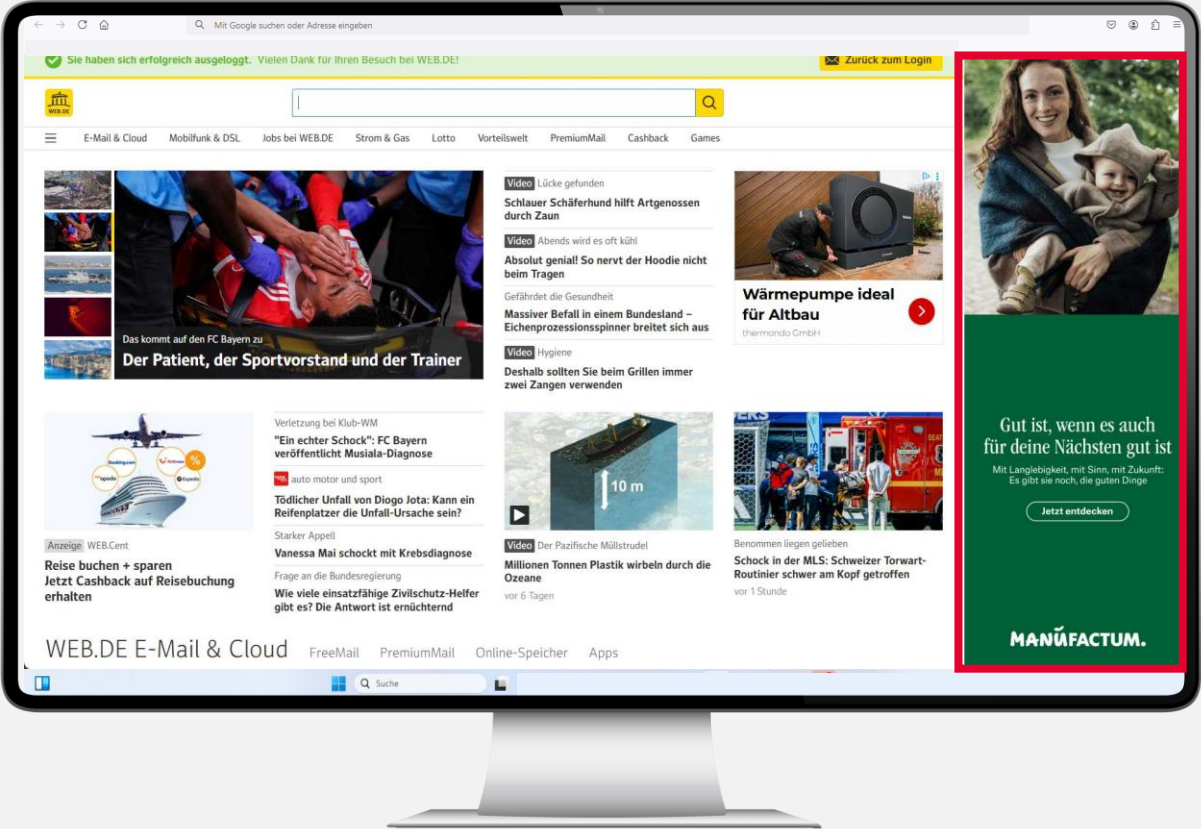 Mit Google suchen oder Adresse eingeben
Sie haben sich erfolgreich ausgeloggt. Vielen Dank für Ihren Besuch bei WEB.DE!
Zurück zum Login
WEB.DE
E-Mail & Cloud Mobilfunk & DSL Jobs bei WEB.DE Strom & Gas Lotto Vorteilswelt PremiumMail Cashback Games
Das kommt auf den FC Bayern zu
Der Patient, der Sportvorstand und der Trainer
Video Lücke gefunden
Schlauer Schäferhund hilft Artgenossen
durch Zaun
Video Abends wird es oft kühl
Absolut genial! So nervt der Hoodie nicht
beim Tragen
Gefährdet die Gesundheit
Massiver Befall in einem Bundesland –
Eichenprozessionsspinner breitet sich aus
Video Hygiene
Deshalb sollten Sie beim Grillen immer
zwei Zangen verwenden
Wärmepumpe ideal
für Altbau
thermondo GmbH
Booking.com
%
Expedia
Anzeige WEB.Cent
Reise buchen + sparen
Jetzt Cashback auf Reisebuchung
erhalten
Verletzung bei Klub-WM
"Ein echter Schock": FC Bayern
veröffentlicht Musiala-Diagnose
auto motor und sport
Tödlicher Unfall von Diogo Jota: Kann ein
Reifenplatzer die Unfall-Ursache sein?
Starker Appell
Vanessa Mai schockt mit Krebsdiagnose
Frage an die Bundesregierung
Wie viele einsatzfähige Zivilschutz-Helfer
gibt es? Die Antwort ist ernüchternd
10 m
Video Der Pazifische Müllstrudel
Millionen Tonnen Plastik wirbeln durch die
Ozeane
vor 6 Tagen
Benommen liegen geblieben
Schock in der MLS: Schweizer Torwart-
Routinier schwer am Kopf getroffen
vor 1 Stunde
WEB.DE E-Mail & Cloud FreeMail PremiumMail Online-Speicher Apps
Gut ist, wenn es auch
für deine Nächsten gut ist
Mit Langlebigkeit, mit Sinn, mit Zukunft:
Es gibt sie noch, die guten Dinge
Jetzt entdecken
MANUFACTUM.
Suche